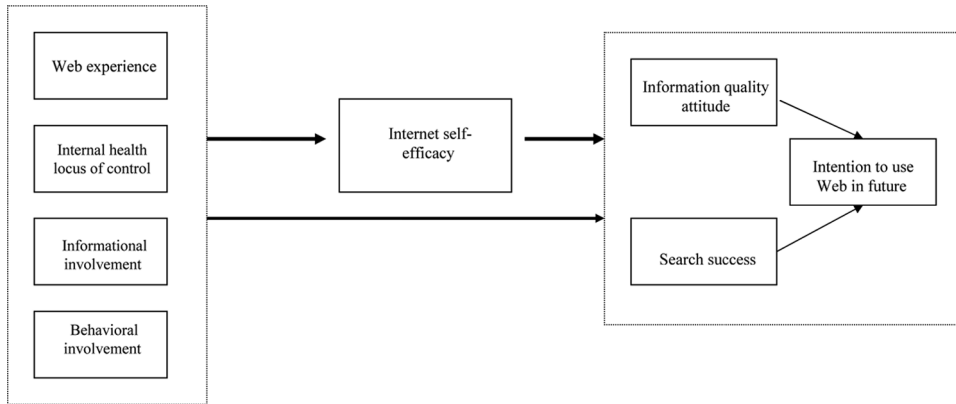 Web experience
Internal health
locus of control
Informational
involvement
Behavioral
involvement
Internet self-
efficacy
Information quality
attitude
Search success
Intention to use
Web in future